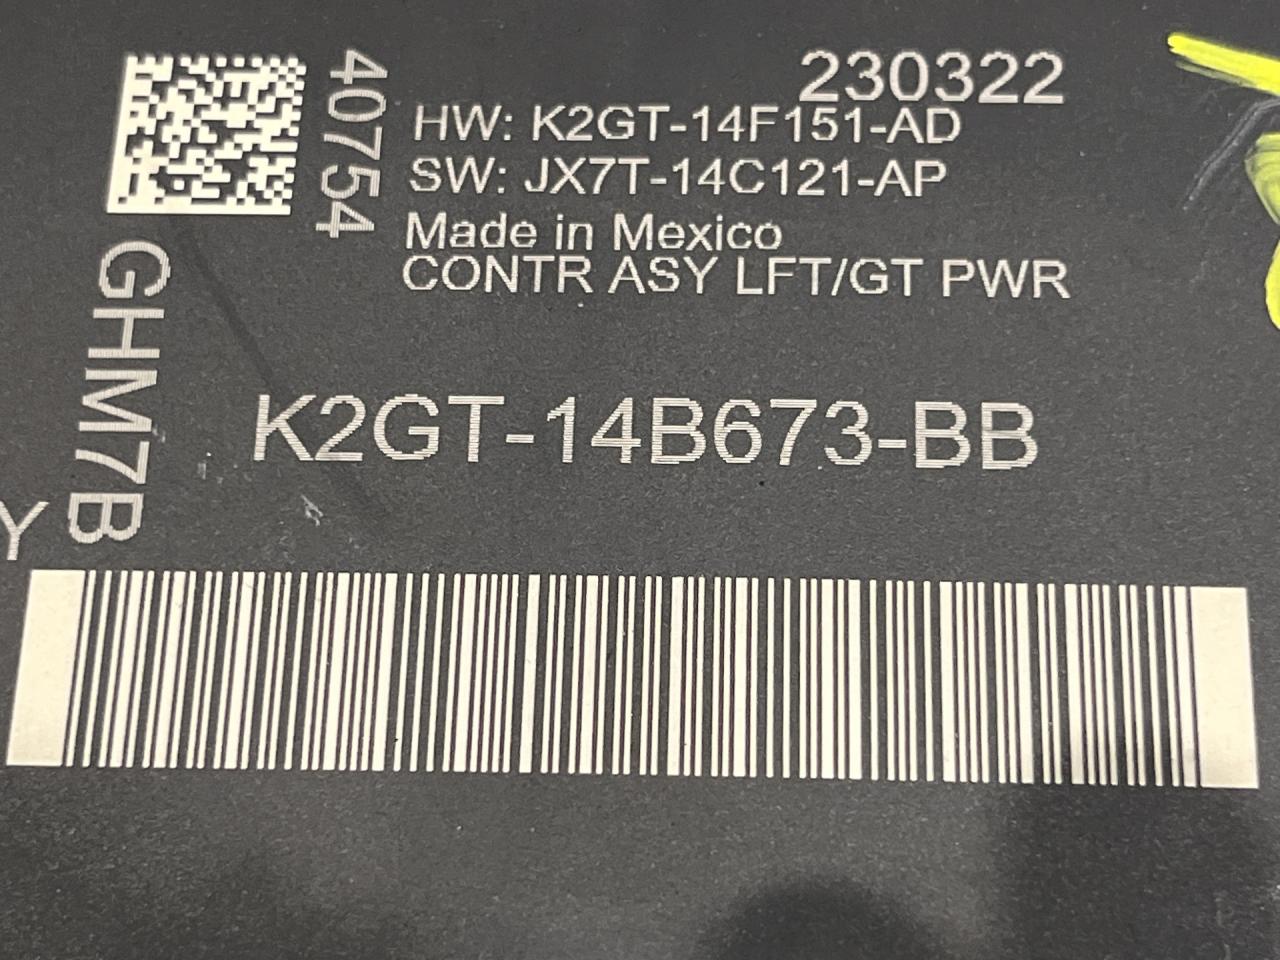 230322
40754
HW: K2GT-14F151-AD
SW: JX7T-14C121-AP
Made in Mexico
CONTR ASY LFT/GT PWR
GHM7B
K2GT-14B673-BB
Y